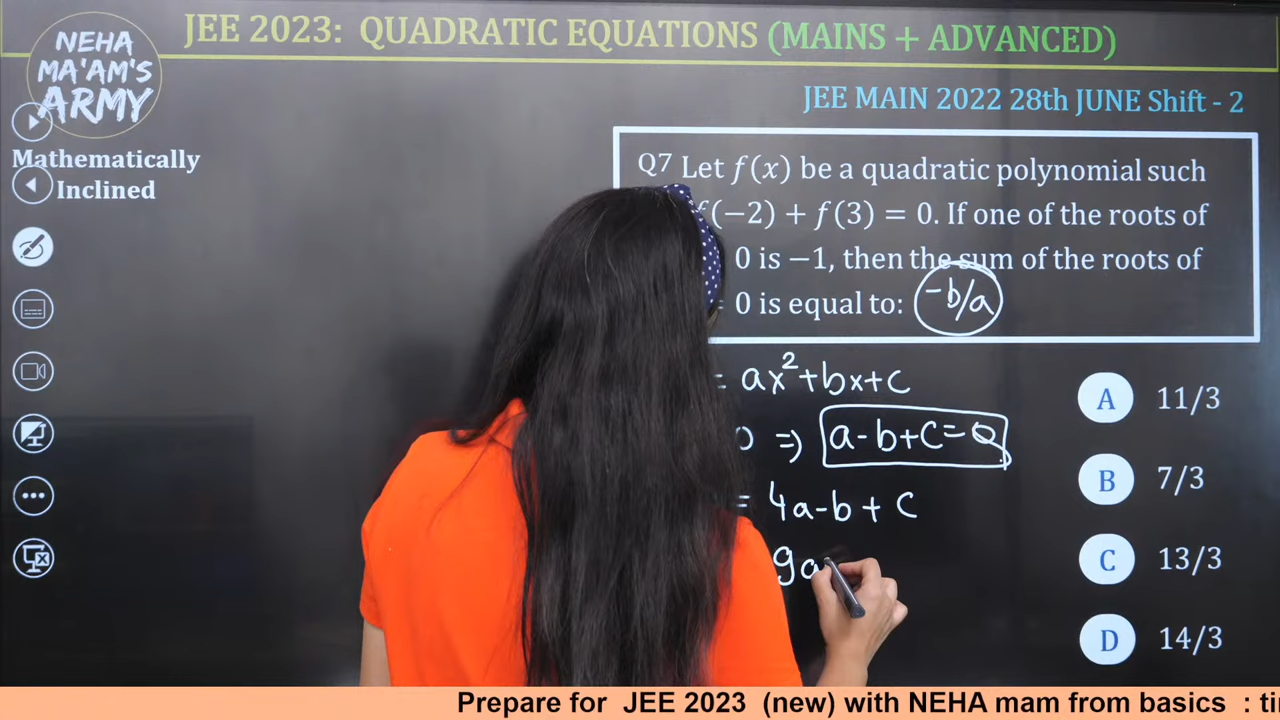 JEE 2023: QUADRATIC EQUATIONS (MAINS + ADVANCED)
NEHA
MA'AM'S
ARMY
Mathematically
Inclined
JEE MAIN 2022 28th JUNE Shift - 2
Q7 Let f(x) be a quadratic polynomial such
f(−2) + f(3) = 0. If one of the roots of
0 is −1, then the sum of the roots of
= 0 is equal to: -b/a
= ax²+bx+c
0 ⇒ a-b+c=0
= 4a-b+c
9a
A 11/3
B 7/3
C 13/3
D 14/3
Prepare for JEE 2023 (new) with NEHA mam from basics : ti